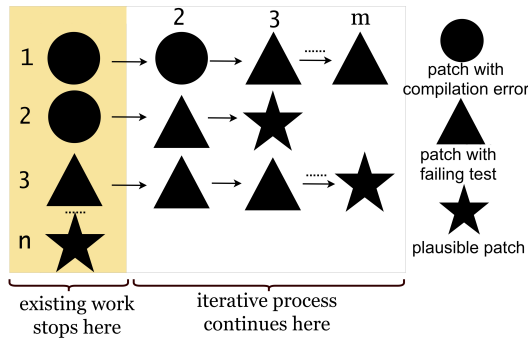 2 3 m
1 ......
2
3 ......
......
n
patch with
compilation error
patch with
failing test
plausible patch
existing work
stops here
iterative process
continues here